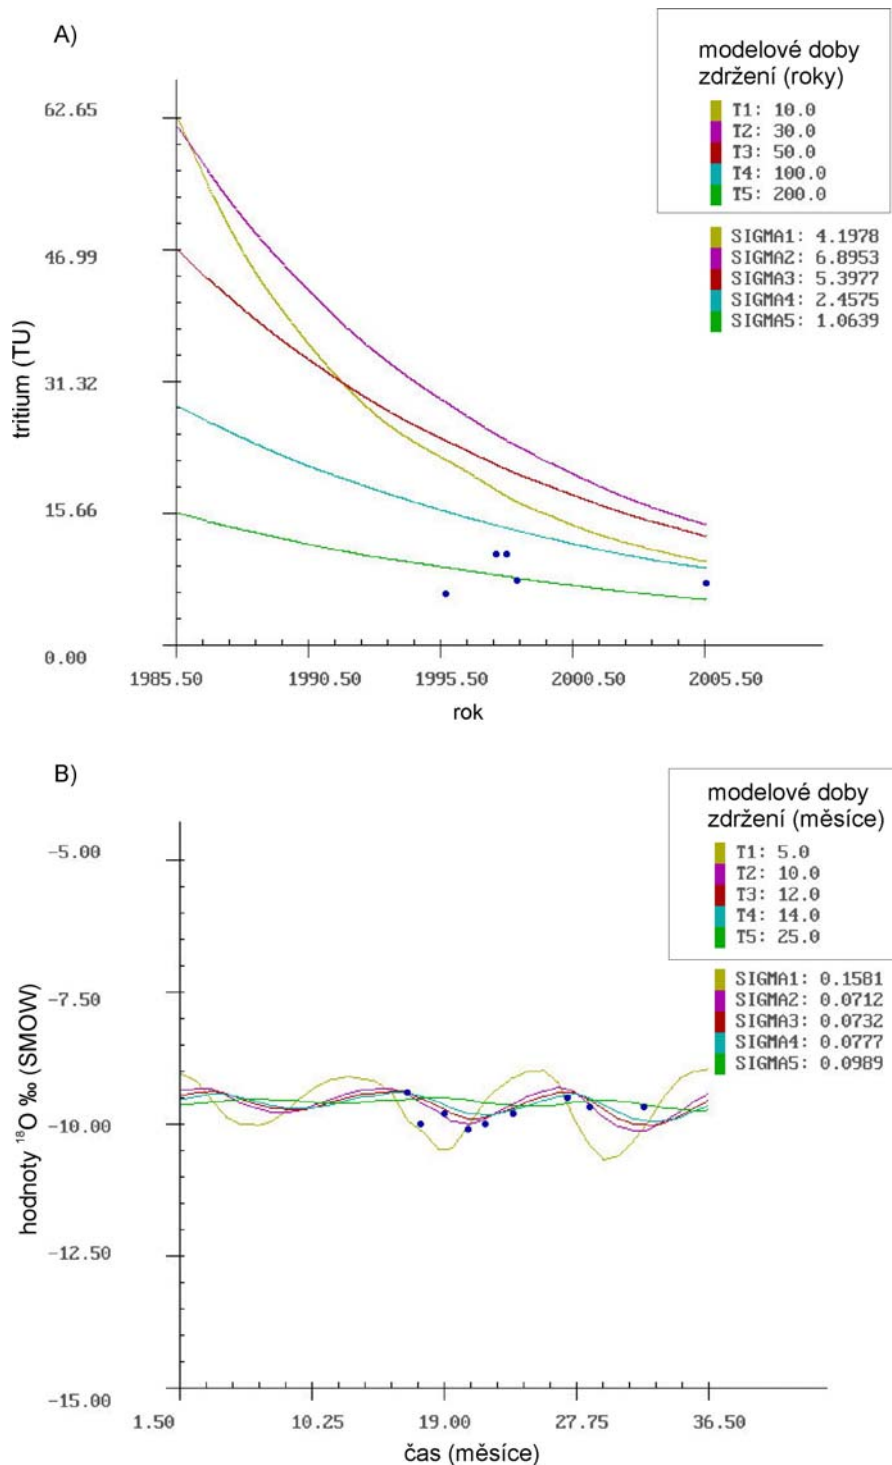 A)
modelové doby
zdržení (roky)
T1: 10.0
T2: 30.0
T3: 50.0
T4: 100.0
T5: 200.0
SIGMA1: 4.1978
SIGMA2: 6.8953
SIGMA3: 5.3977
SIGMA4: 2.4575
SIGMA5: 1.0639
62.65
46.99
31.32
15.66
0.00
tritium (TU)
1985.50 1990.50 1995.50 2000.50 2005.50
rok
B)
modelové doby
zdržení (měsíce)
T1: 5.0
T2: 10.0
T3: 12.0
T4: 14.0
T5: 25.0
SIGMA1: 0.1581
SIGMA2: 0.0712
SIGMA3: 0.0732
SIGMA4: 0.0777
SIGMA5: 0.0989
-5.00
-7.50
-10.00
-12.50
-15.00
hodnoty ¹⁸O ‰ (SMOW)
1.50 10.25 19.00 27.75 36.50
čas (měsíce)